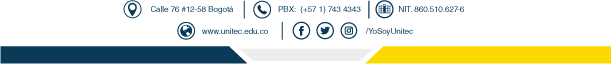 Calle 76 #12-58 Bogotá PBX: (+57 1) 743 4343 NIT. 860.510.627-6
www.unitec.edu.co /YoSoyUnitec